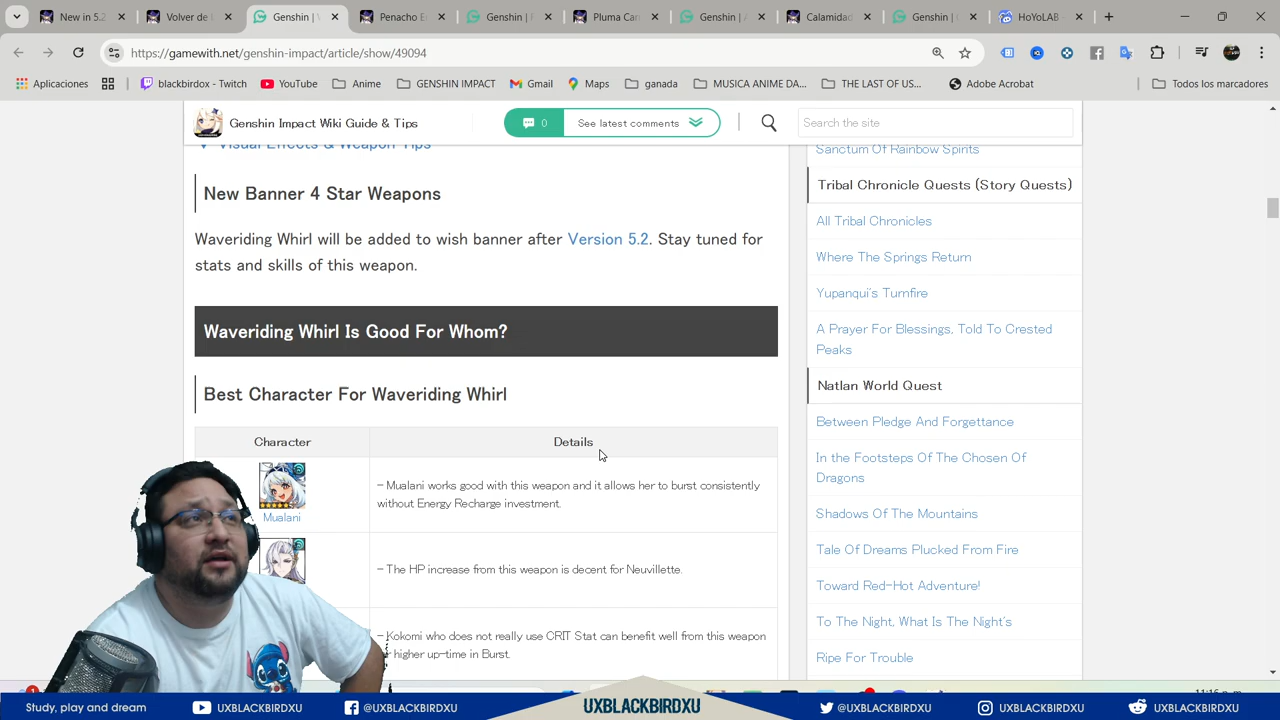 New in 5.2
Volver de
Genshin |
Penacho E
Genshin |
Pluma Can
Genshin |
Calamidad
Genshin |
HoYoLAB
https://gamewith.net/genshin-impact/article/show/49094
Aplicaciones
blackbirdox - Twitch
YouTube
Anime
GENSHIN IMPACT
Gmail
Maps
ganada
MUSICA ANIME DA...
THE LAST OF US...
Adobe Acrobat
Todos los marcadores
Genshin Impact Wiki Guide & Tips
0
See latest comments
Search the site
Visual Effects & Weapon Tips
New Banner 4 Star Weapons
Waveriding Whirl will be added to wish banner after Version 5.2. Stay tuned for
stats and skills of this weapon.
Waveriding Whirl Is Good For Whom?
Best Character For Waveriding Whirl
Character
Details
Mualani
- Mualani works good with this weapon and it allows her to burst consistently
without Energy Recharge investment.
- The HP increase from this weapon is decent for Neuvillette.
- Kokomi who does not really use CRIT Stat can benefit well from this weapon
higher up-time in Burst.
Sanctum Of Rainbow Spirits
Tribal Chronicle Quests (Story Quests)
All Tribal Chronicles
Where The Springs Return
Yupanqui's Turnfire
A Prayer For Blessings, Told To Crested
Peaks
Natlan World Quest
Between Pledge And Forgettance
In the Footsteps Of The Chosen Of
Dragons
Shadows Of The Mountains
Tale Of Dreams Plucked From Fire
Toward Red-Hot Adventure!
To The Night, What Is The Night's
Ripe For Trouble
Study, play and dream
UXBLACKBIRDXU
@UXBLACKBIRDXU
UXBLACKBIRDXU
@UXBLACKBIRDXU
UXBLACKBIRDXU
UXBLACKBIRDXU